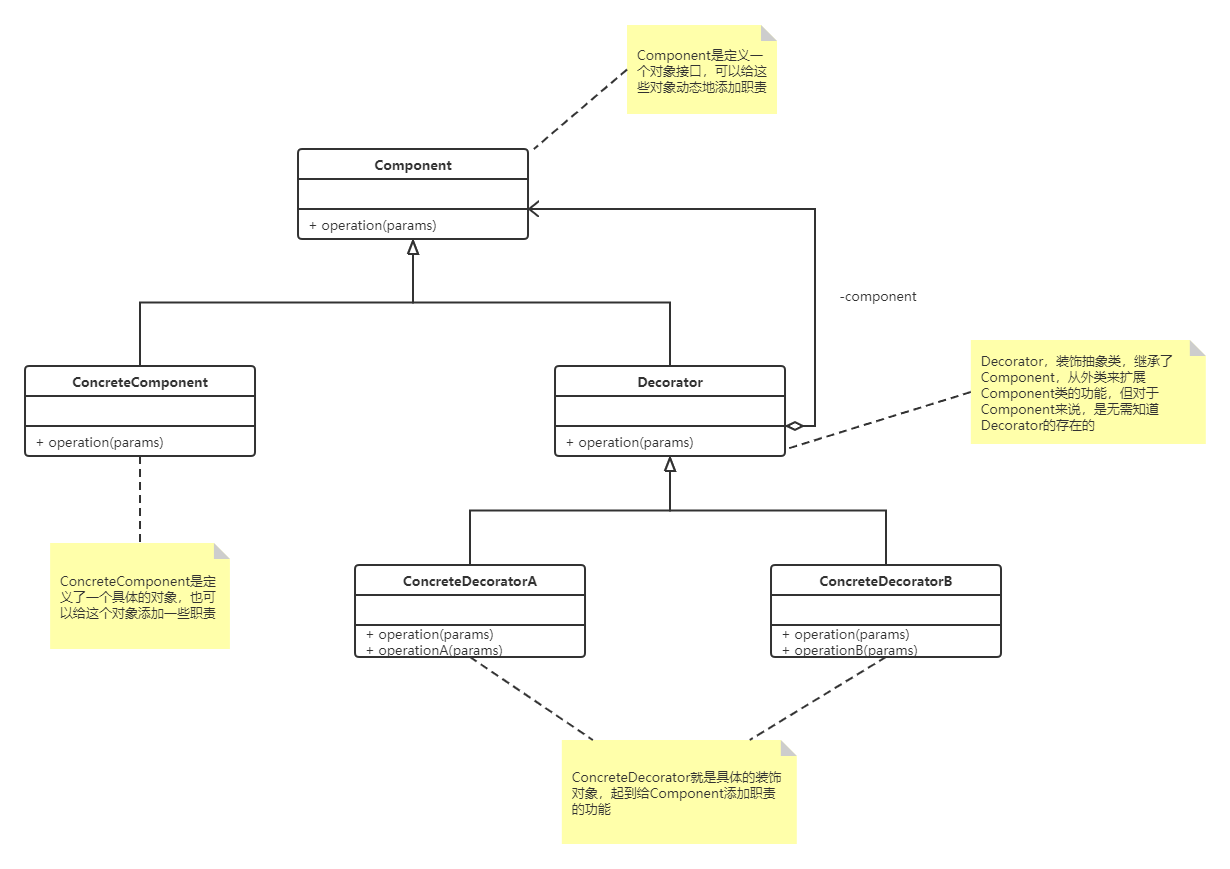 Component是定义一
个对象接口，可以给这
些对象动态地添加职责
Component
+ operation(params)
-component
Decorator，装饰抽象类，继承了
Component，从外类来扩展
Component类的功能，但对于
Component来说，是无需知道
Decorator的存在的
ConcreteComponent
+ operation(params)
Decorator
+ operation(params)
ConcreteComponent是定
义了一个具体的对象，也可
以给这个对象添加一些职责
ConcreteDecoratorA
+ operation(params)
+ operationA(params)
ConcreteDecoratorB
+ operation(params)
+ operationB(params)
ConcreteDecorator就是具体的装饰
对象，起到给Component添加职责
的功能